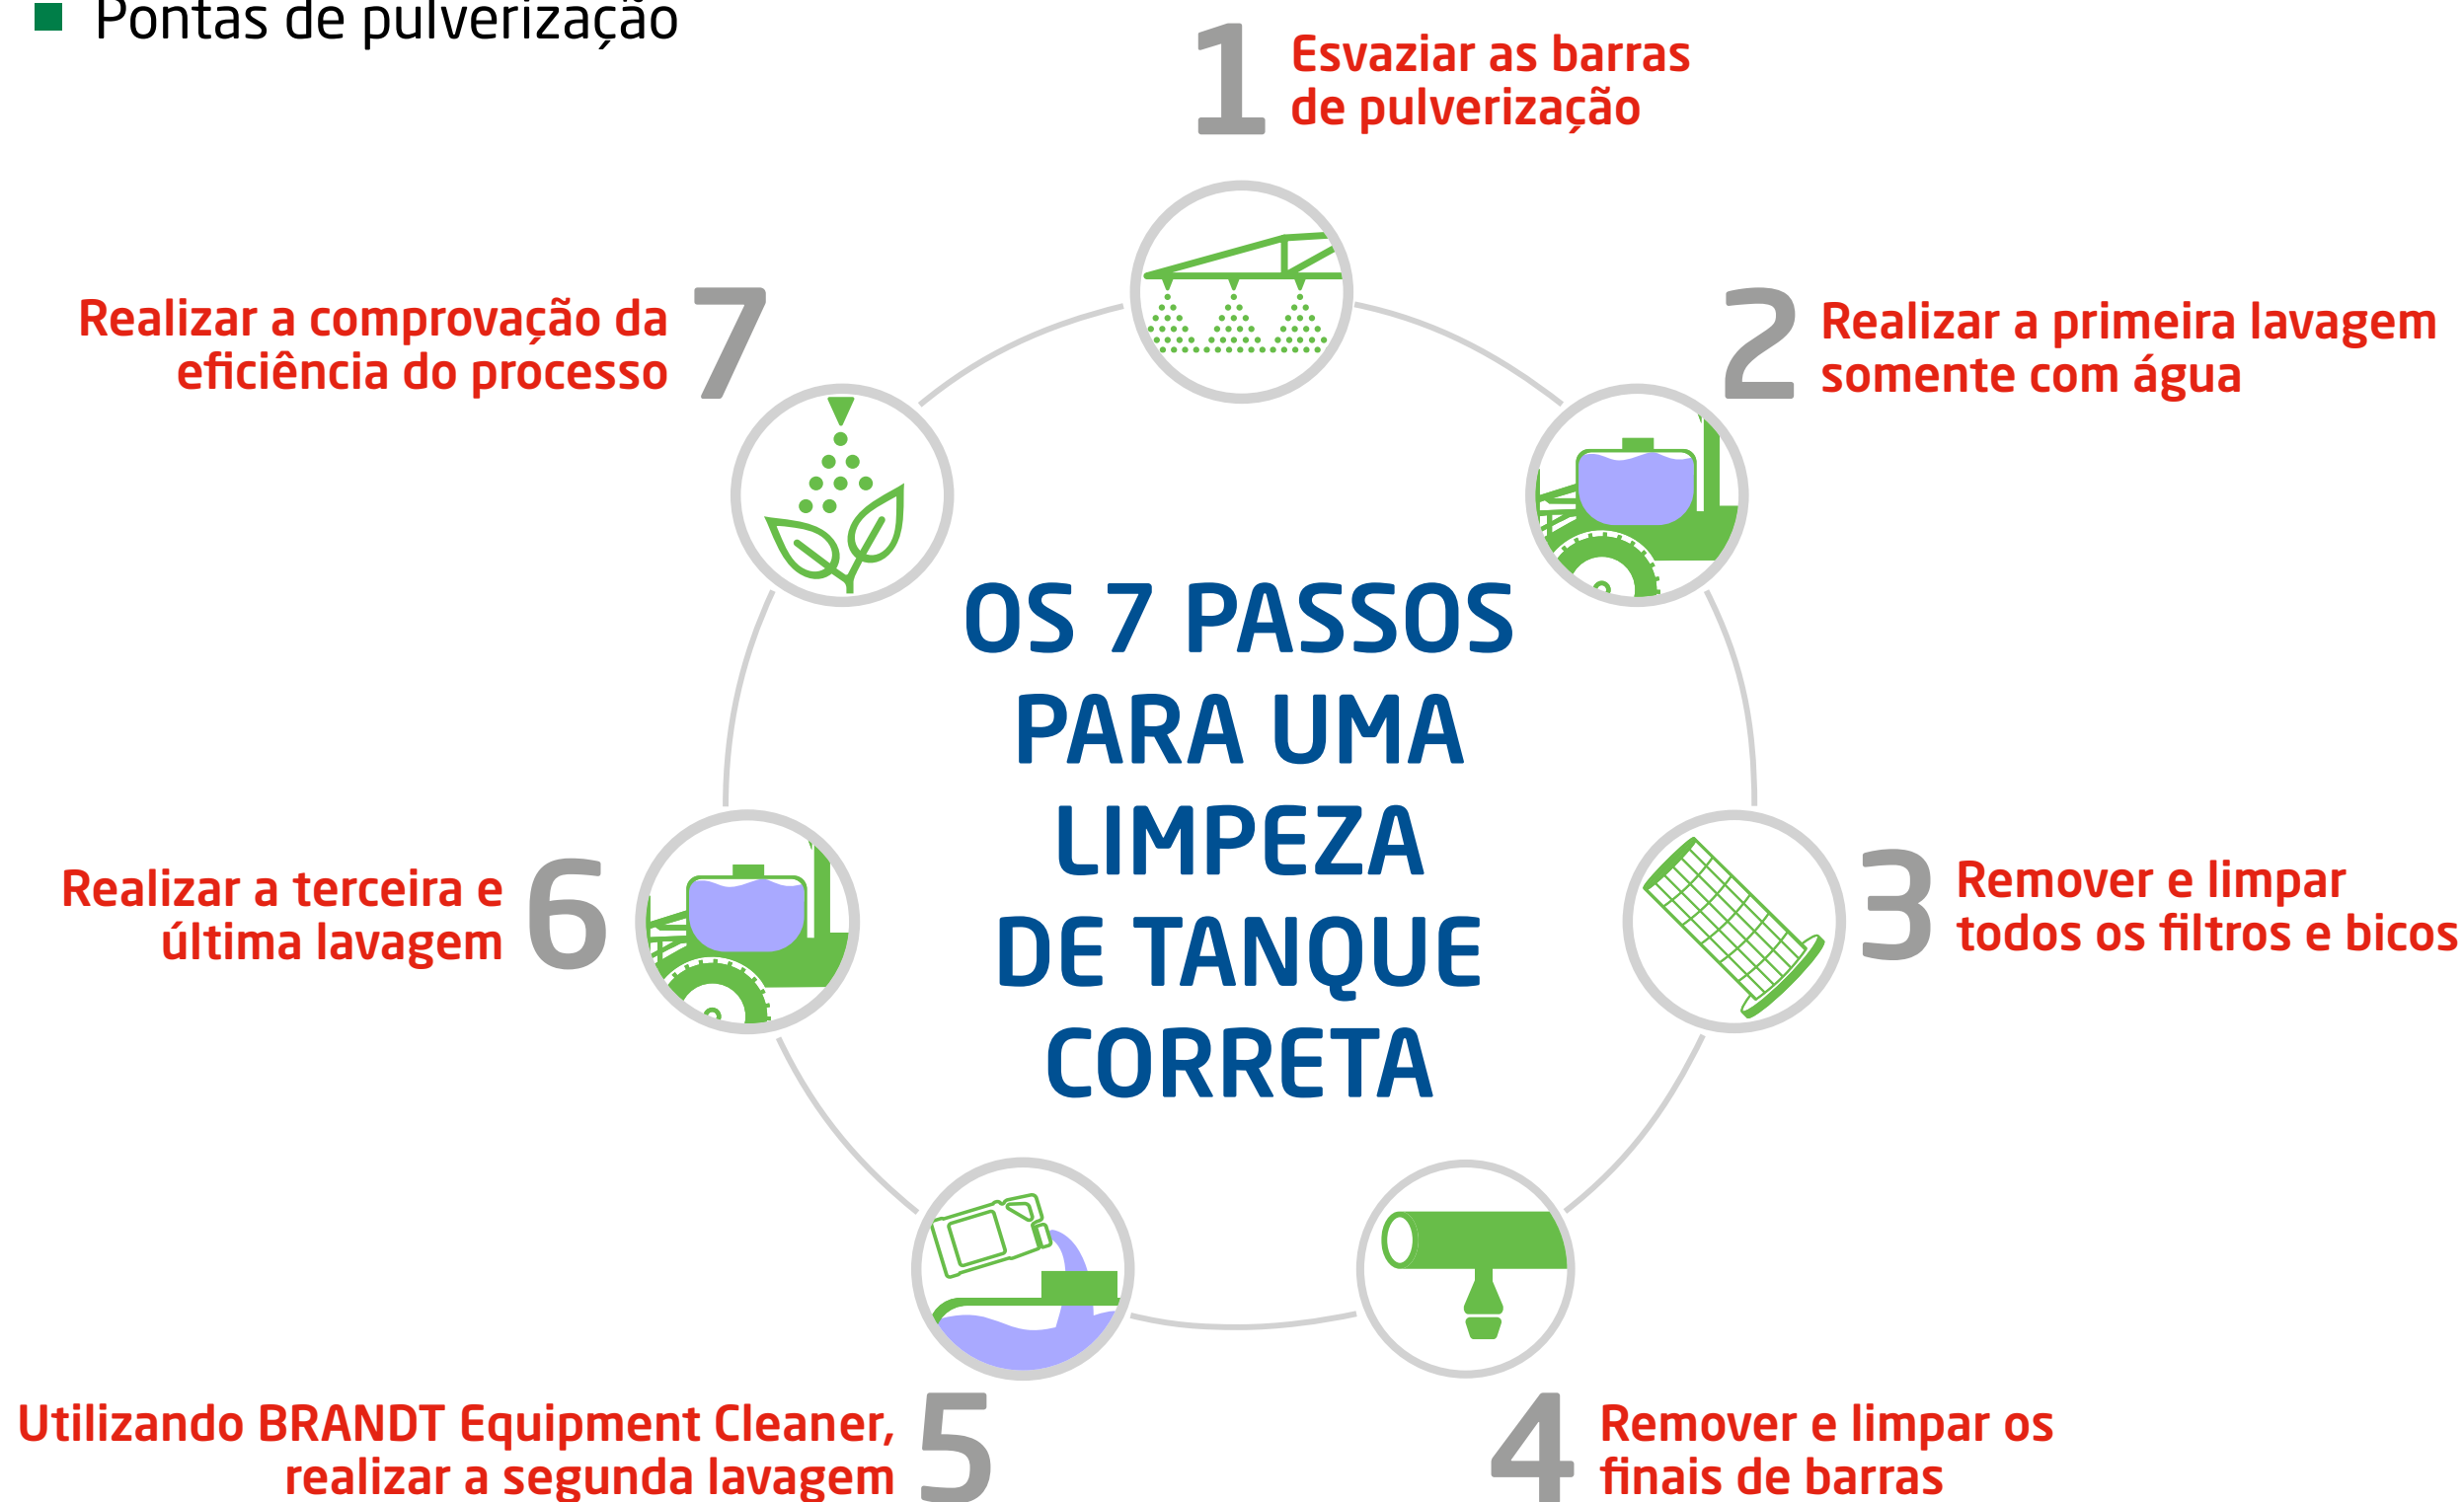 Pontas de pulverização
1
Esvaziar as barras
de pulverização
2
Realizar a primeira lavagem
somente com água
3
Remover e limpar
todos os filtros e bicos
4
Remover e limpar os
finais de barras
5
Utilizando BRANDT Equipment Cleaner,
realizar a segunda lavagem
6
Realizar a terceira e
última lavagem
7
Realizar a comprovação da
eficiência do processo
OS 7 PASSOS
PARA UMA
LIMPEZA
DE TANQUE
CORRETA